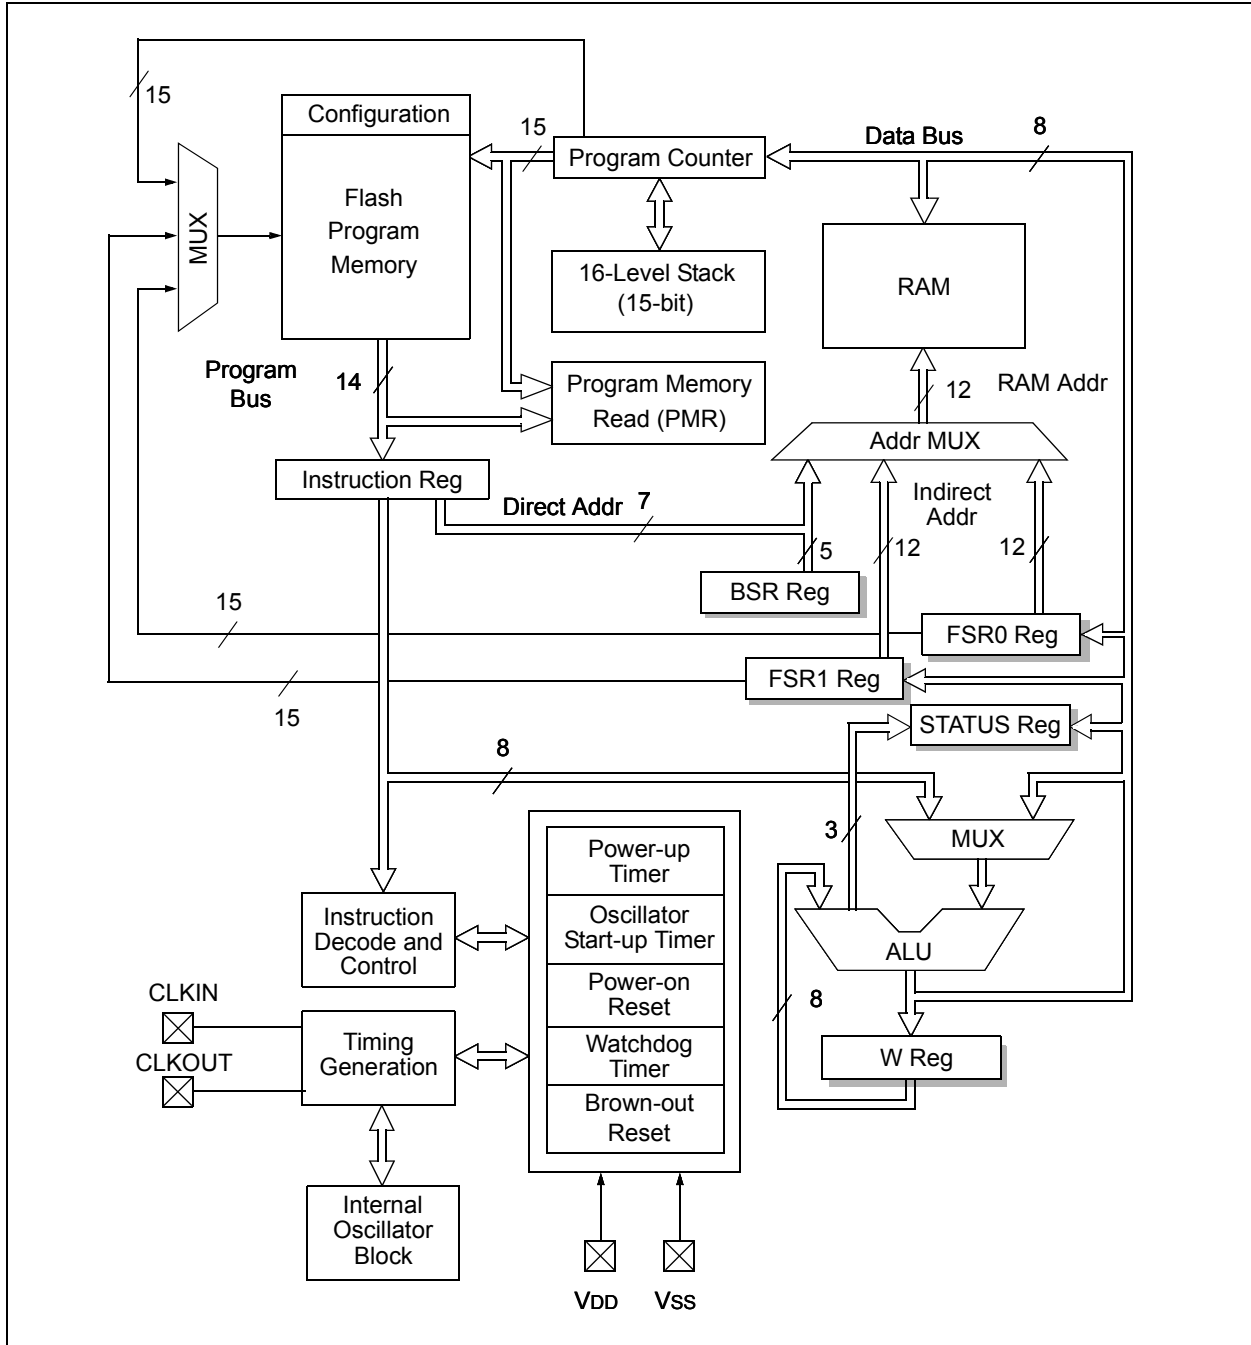 15
Configuration
15
Program Counter
Data Bus
8
MUX
Flash
Program
Memory
16-Level Stack
(15-bit)
RAM
Program
Bus
14
Program Memory
Read (PMR)
12
RAM Addr
Addr MUX
Instruction Reg
Direct Addr
7
Indirect
Addr
5
12
12
BSR Reg
15
FSR0 Reg
FSR1 Reg
15
STATUS Reg
8
3
MUX
Power-up
Timer
Instruction
Decode and
Control
Oscillator
Start-up Timer
ALU
CLKIN
Power-on
Reset
8
CLKOUT
Timing
Generation
Watchdog
Timer
W Reg
Brown-out
Reset
Internal
Oscillator
Block
VDD
VSS